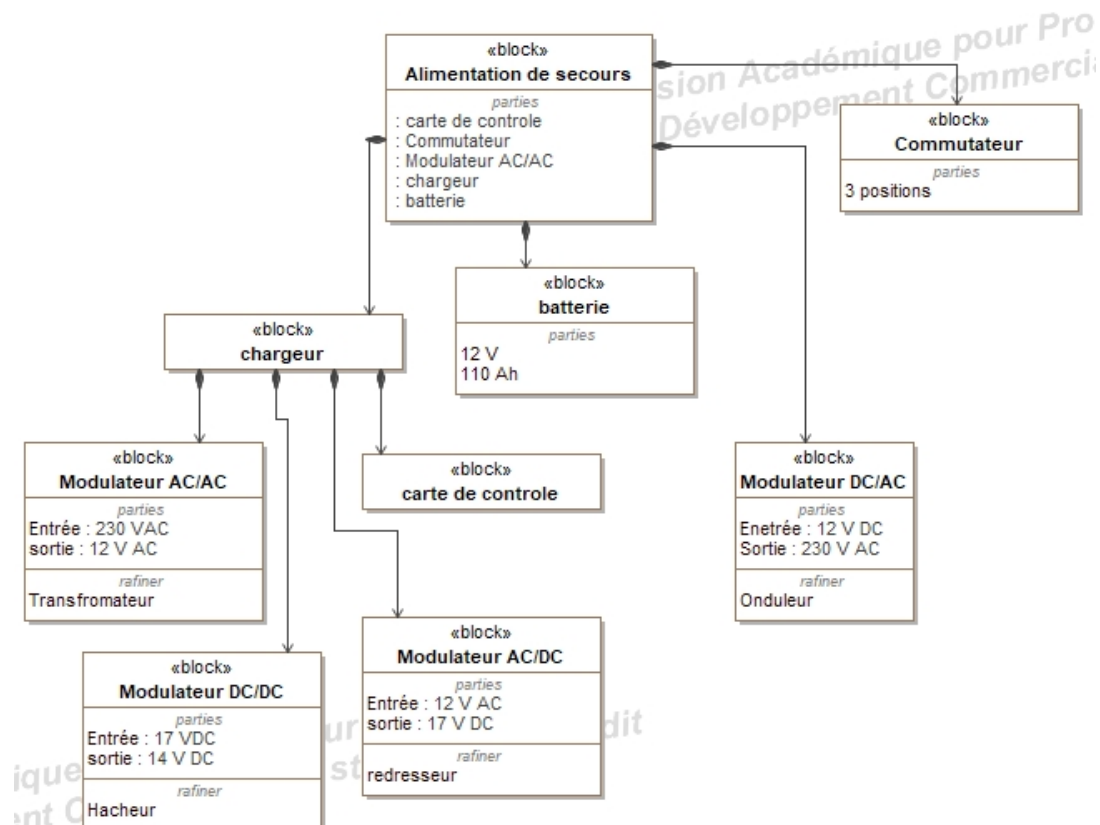 «block»
Alimentation de secours
parties
: carte de controle
: Commutateur
: Modulateur AC/AC
: chargeur
: batterie
sion Académique pour Pro
Développement Commercia
«block»
Commutateur
parties
3 positions
«block»
batterie
parties
12 V
110 Ah
«block»
chargeur
«block»
Modulateur AC/AC
parties
Entrée : 230 VAC
sortie : 12 V AC
rafiner
Transfromateur
«block»
carte de controle
«block»
Modulateur DC/AC
parties
Enetrée : 12 V DC
Sortie : 230 V AC
rafiner
Onduleur
«block»
Modulateur AC/DC
parties
Entrée : 12 V AC
sortie : 17 V DC
rafiner
redresseur
«block»
Modulateur DC/DC
parties
Entrée : 17 VDC
sortie : 14 V DC
rafiner
Hacheur